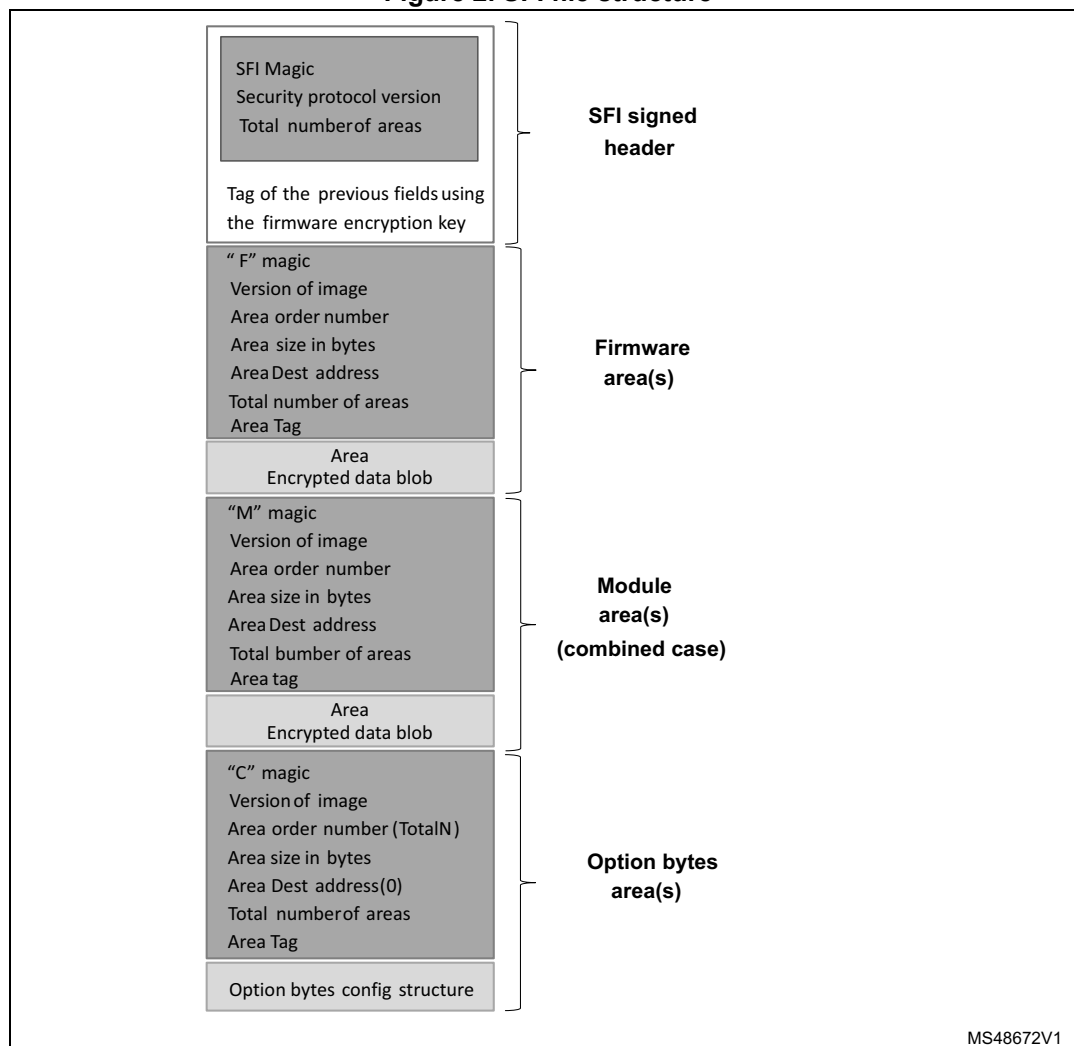 SFI Magic
Security protocol version
Total number of areas
Tag of the previous fields using
the firmware encryption key
SFI signed
header
“ F” magic
Version of image
Area order number
Area size in bytes
Area Dest address
Total number of areas
Area Tag
Area
Encrypted data blob
Firmware
area(s)
“M” magic
Version of image
Area order number
Area size in bytes
Area Dest address
Total bumber of areas
Area tag
Area
Encrypted data blob
Module
area(s)
(combined case)
“C” magic
Version of image
Area order number (TotalN)
Area size in bytes
Area Dest address(0)
Total number of areas
Area Tag
Option bytes config structure
Option bytes
area(s)
MS48672V1